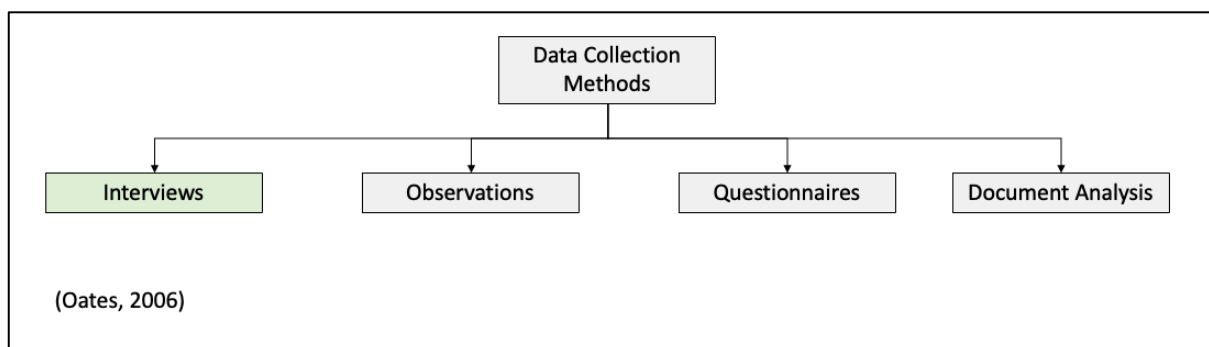 Data Collection
Methods
Interviews
Observations
Questionnaires
Document Analysis
(Oates, 2006)